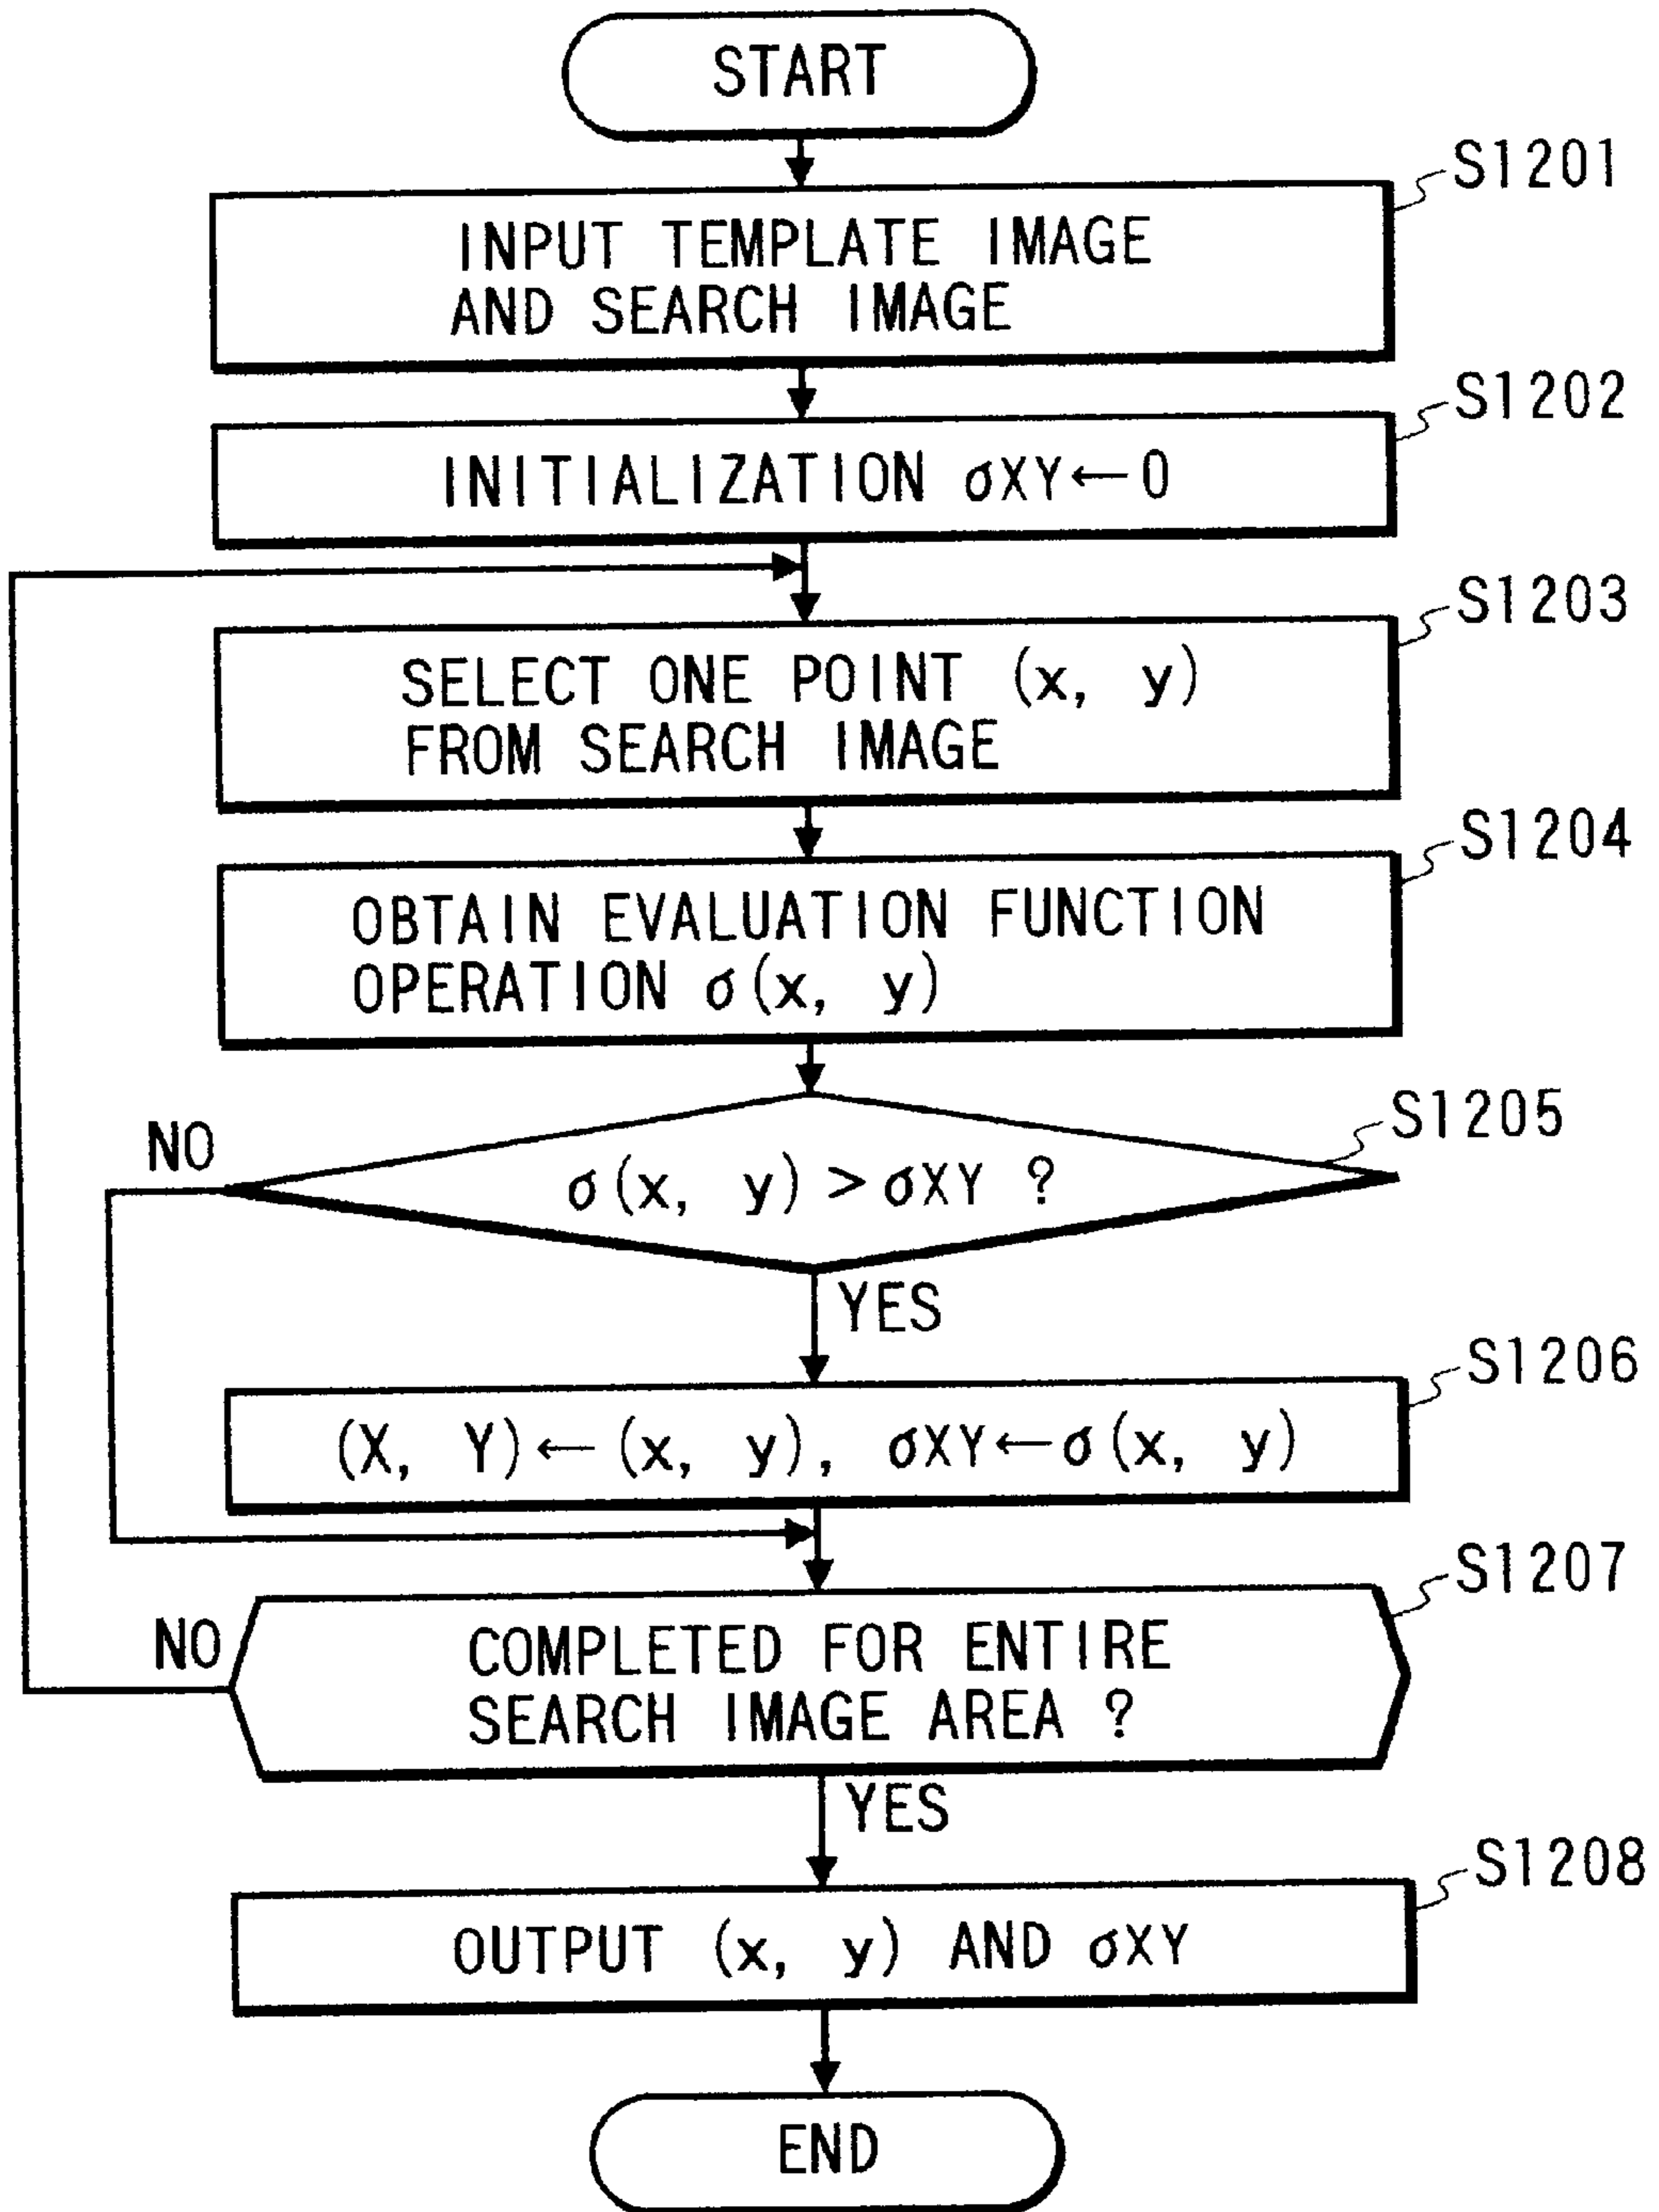 START
S1201
INPUT TEMPLATE IMAGE
AND SEARCH IMAGE
S1202
INITIALIZATION σXY←0
S1203
SELECT ONE POINT (x, y)
FROM SEARCH IMAGE
S1204
OBTAIN EVALUATION FUNCTION
OPERATION σ(x, y)
S1205
NO
σ(x, y)>σXY ?
YES
S1206
(X, Y)←(x, y), σXY←σ(x, y)
S1207
NO
COMPLETED FOR ENTIRE
SEARCH IMAGE AREA ?
YES
S1208
OUTPUT (x, y) AND σXY
END